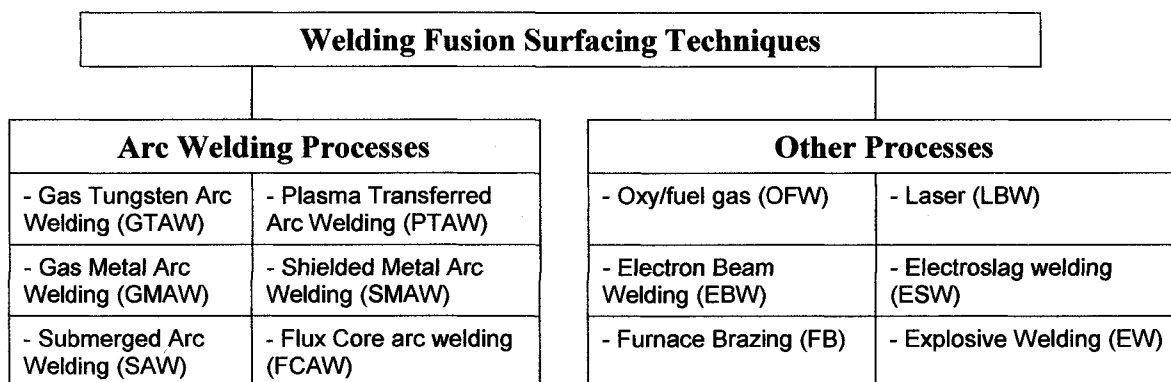 Welding Fusion Surfacing Techniques
Arc Welding Processes
- Gas Tungsten Arc
Welding (GTAW)
- Plasma Transferred
Arc Welding (PTAW)
- Gas Metal Arc
Welding (GMAW)
- Shielded Metal Arc
Welding (SMAW)
- Submerged Arc
Welding (SAW)
- Flux Core arc welding
(FCAW)
Other Processes
- Oxy/fuel gas (OFW)
- Laser (LBW)
- Electron Beam
Welding (EBW)
- Electroslag welding
(ESW)
- Furnace Brazing (FB)
- Explosive Welding (EW)